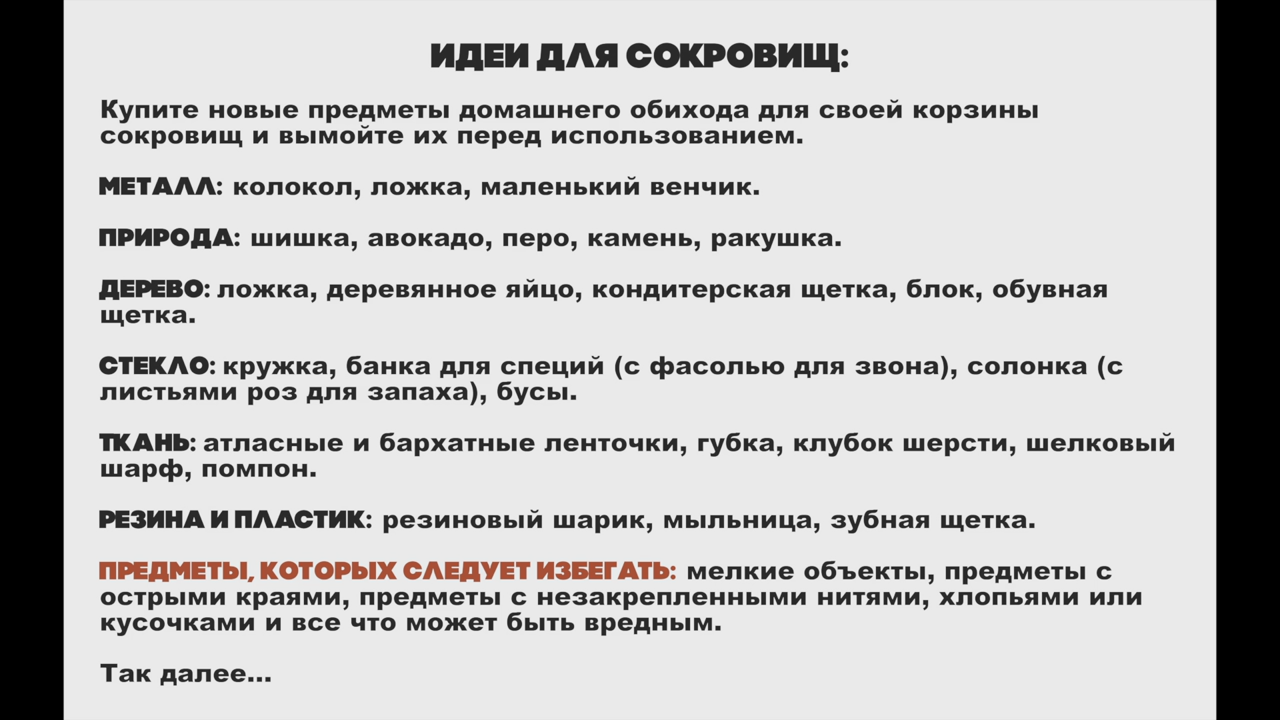 ИДЕИ ДЛЯ СОКРОВИЩ:
Купите новые предметы домашнего обихода для своей корзины
сокровищ и вымойте их перед использованием.
МЕТАЛЛ: колокол, ложка, маленький венчик.
ПРИРОДА: шишка, авокадо, перо, камень, ракушка.
ДЕРЕВО: ложка, деревянное яйцо, кондитерская щетка, блок, обувная
щетка.
СТЕКЛО: кружка, банка для специй (с фасолью для звона), солонка (с
листьями роз для запаха), бусы.
ТКАНЬ: атласные и бархатные ленточки, губка, клубок шерсти, шелковый
шарф, помпон.
РЕЗИНА И ПЛАСТИК: резиновый шарик, мыльница, зубная щетка.
ПРЕДМЕТЫ, КОТОРЫХ СЛЕДУЕТ ИЗБЕГАТЬ: мелкие объекты, предметы с
острыми краями, предметы с незакрепленными нитями, хлопьями или
кусочками и все что может быть вредным.
Так далее...